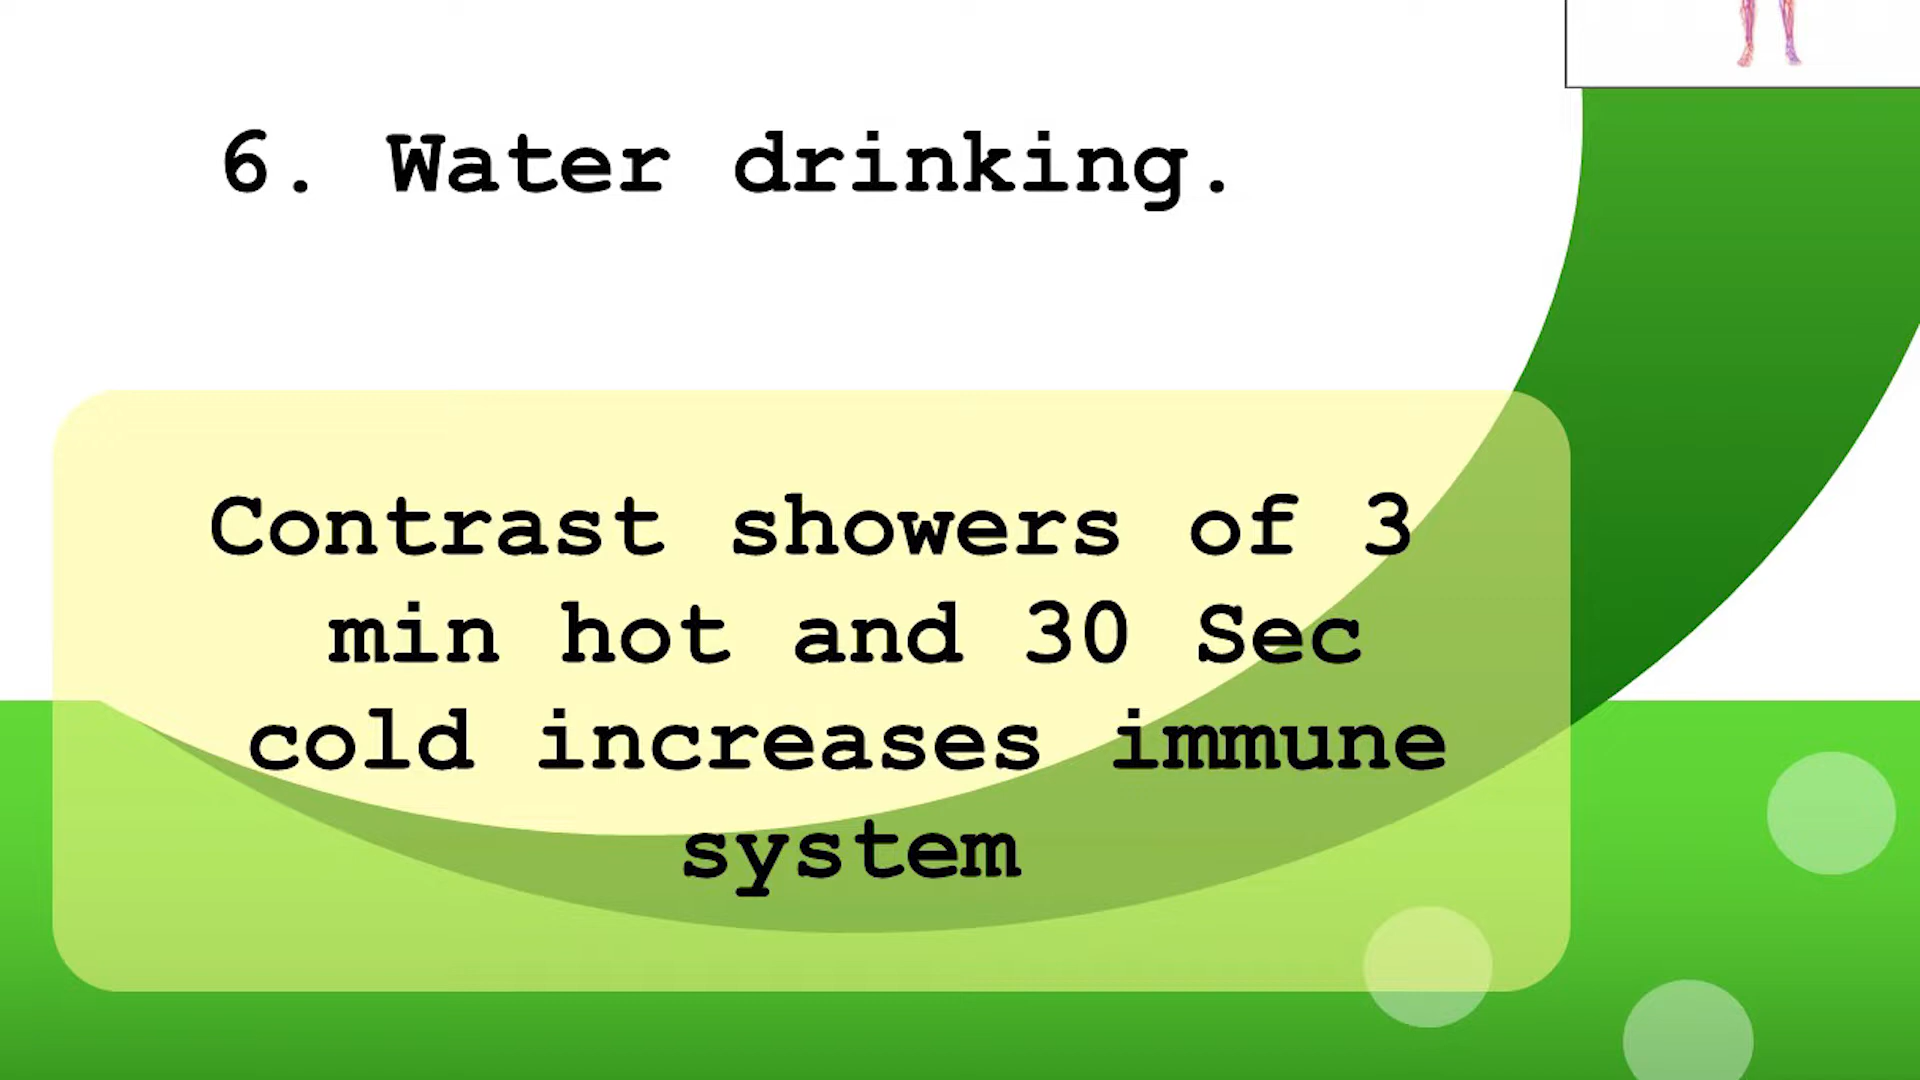 6. Water drinking.
Contrast showers of 3
min hot and 30 Sec
cold increases immune
system